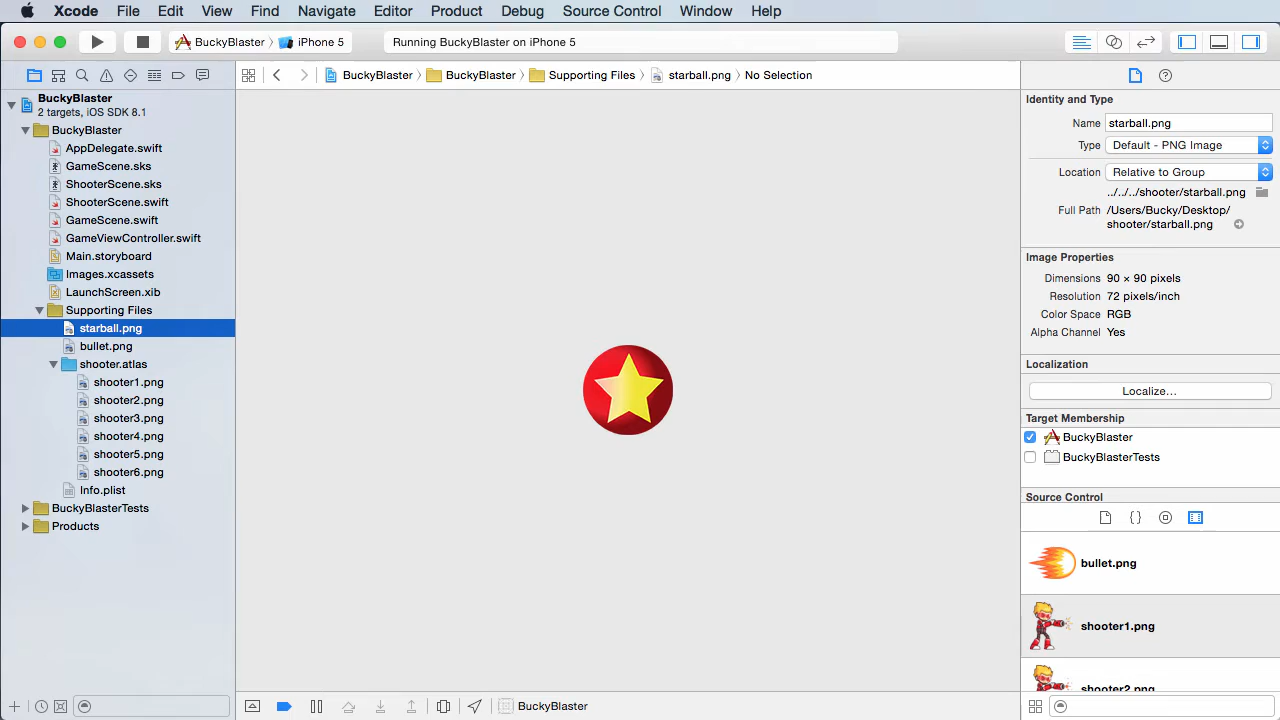 Xcode File Edit View Find Navigate Editor Product Debug Source Control Window Help
BuckyBlaster iPhone 5
Running BuckyBlaster on iPhone 5
BuckyBlaster BuckyBlaster Supporting Files starball.png No Selection
BuckyBlaster
2 targets, iOS SDK 8.1
BuckyBlaster
AppDelegate.swift
GameScene.sks
ShooterScene.sks
ShooterScene.swift
GameScene.swift
GameViewController.swift
Main.storyboard
Images.xcassets
LaunchScreen.xib
Supporting Files
starball.png
bullet.png
shooter.atlas
shooter1.png
shooter2.png
shooter3.png
shooter4.png
shooter5.png
shooter6.png
Info.plist
BuckyBlasterTests
Products
Identity and Type
Name starball.png
Type Default - PNG Image
Location Relative to Group
../../../shooter/starball.png
Full Path /Users/Bucky/Desktop/
shooter/starball.png
Image Properties
Dimensions 90 × 90 pixels
Resolution 72 pixels/inch
Color Space RGB
Alpha Channel Yes
Localization
Localize...
Target Membership
BuckyBlaster
BuckyBlasterTests
Source Control
bullet.png
shooter1.png
shooter2.png
BuckyBlaster